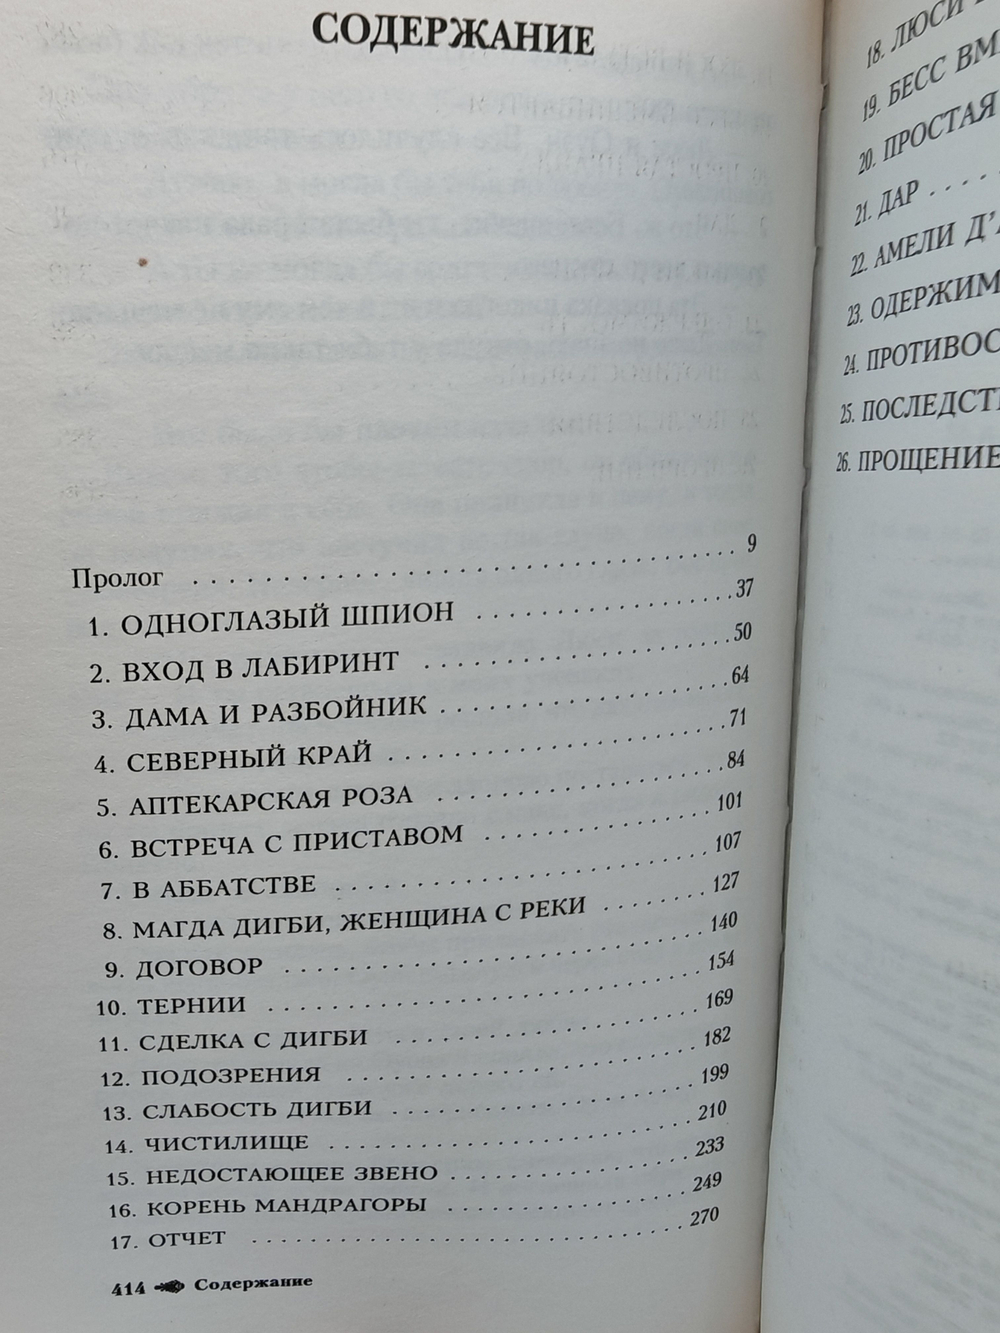 СОДЕРЖАНИЕ
Пролог . . . . . . . . . . . . . . . . . . . . . . . . . . . . . . . 9
1. ОДНОГЛАЗЫЙ ШПИОН . . . . . . . . . . . . . . . 37
2. ВХОД В ЛАБИРИНТ . . . . . . . . . . . . . . . . . . 50
3. ДАМА И РАЗБОЙНИК . . . . . . . . . . . . . . . . . 64
4. СЕВЕРНЫЙ КРАЙ . . . . . . . . . . . . . . . . . . . . 71
5. АПТЕКАРСКАЯ РОЗА . . . . . . . . . . . . . . . . . 84
6. ВСТРЕЧА С ПРИСТАВОМ . . . . . . . . . . . . . . 101
7. В АББАТСТВЕ . . . . . . . . . . . . . . . . . . . . . . 107
8. МАГДА ДИГБИ, ЖЕНЩИНА С РЕКИ . . . . . . . 127
9. ДОГОВОР . . . . . . . . . . . . . . . . . . . . . . . . . 140
10. ТЕРНИИ . . . . . . . . . . . . . . . . . . . . . . . . . 154
11. СДЕЛКА С ДИГБИ . . . . . . . . . . . . . . . . . . 169
12. ПОДОЗРЕНИЯ . . . . . . . . . . . . . . . . . . . . . 182
13. СЛАБОСТЬ ДИГБИ . . . . . . . . . . . . . . . . . . 199
14. ЧИСТИЛИЩЕ . . . . . . . . . . . . . . . . . . . . . . 210
15. НЕДОСТАЮЩЕЕ ЗВЕНО . . . . . . . . . . . . . . 233
16. КОРЕНЬ МАНДРАГОРЫ . . . . . . . . . . . . . . . 249
17. ОТЧЕТ . . . . . . . . . . . . . . . . . . . . . . . . . . 270
414 Содержание
18. ЛЮСИ
19. БЕСС
20. ПРОСТАЯ
21. ДАР . . . .
22. АМЕЛИ
23.
24.
25.
26. ПРОЩЕНИЕ